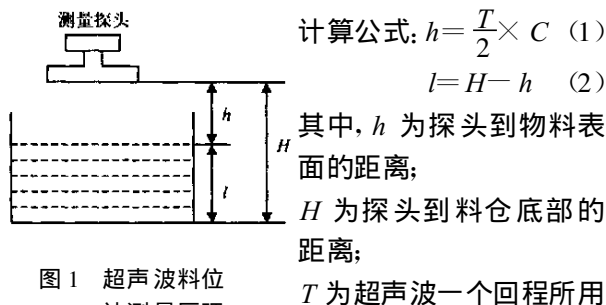 测量探头
h
H
l
图 1 超声波料位
计算公式: h = T/2 × C (1)
l = H − h (2)
其中, h 为探头到物料表
面的距离;
H 为探头到料仓底部的
距离;
T 为超声波一个回程所用